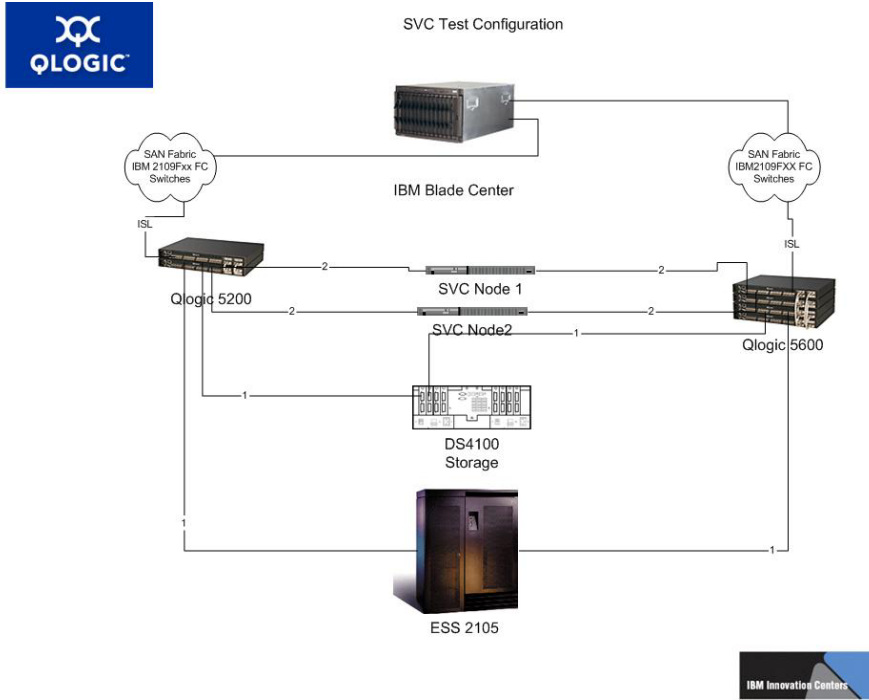 QLOGIC
SVC Test Configuration
SAN Fabric
IBM 2109Fxx FC
Switches
SAN Fabric
IBM2109FXX FC
Switches
IBM Blade Center
ISL
ISL
2
2
SVC Node 1
Qlogic 5200
2
2
SVC Node2
1
Qlogic 5600
1
DS4100
Storage
1
1
ESS 2105
IBM Innovation Centers